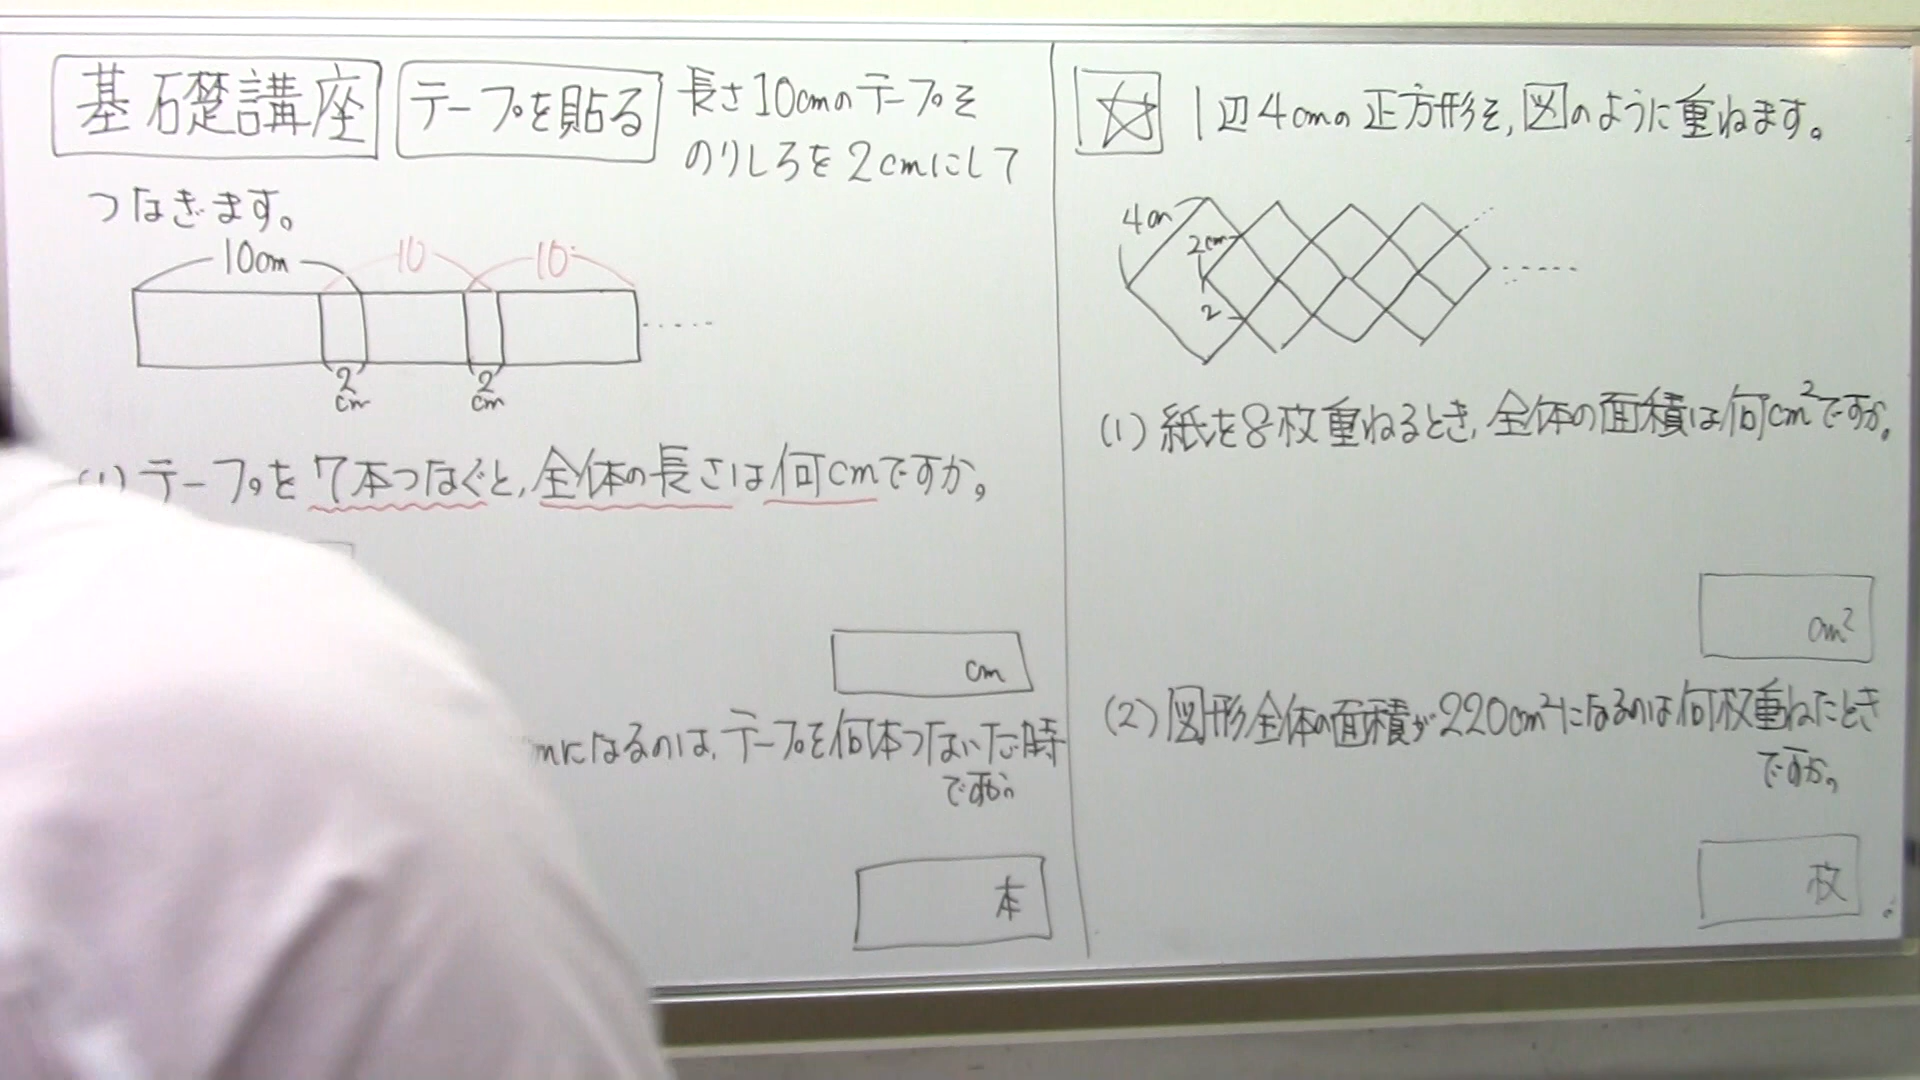 基礎講座
テープを貼る
長さ10cmのテープを
のりしろを2cmにして
つなぎます。
10cm 10 10
2 2
cm cm
(1) テープを7本つなぐと,全体の長さは何cmですか。
cm
mになるのは,テープを何本つないだ時
ですか。
本
☆
1辺4cmの正方形を,図のように重ねます。
4cm
2cm
2
(1) 紙を8枚重ねるとき,全体の面積は何cm²ですか。
cm²
(2) 図形全体の面積が220cm²になるのは何枚重ねたとき
ですか。
枚